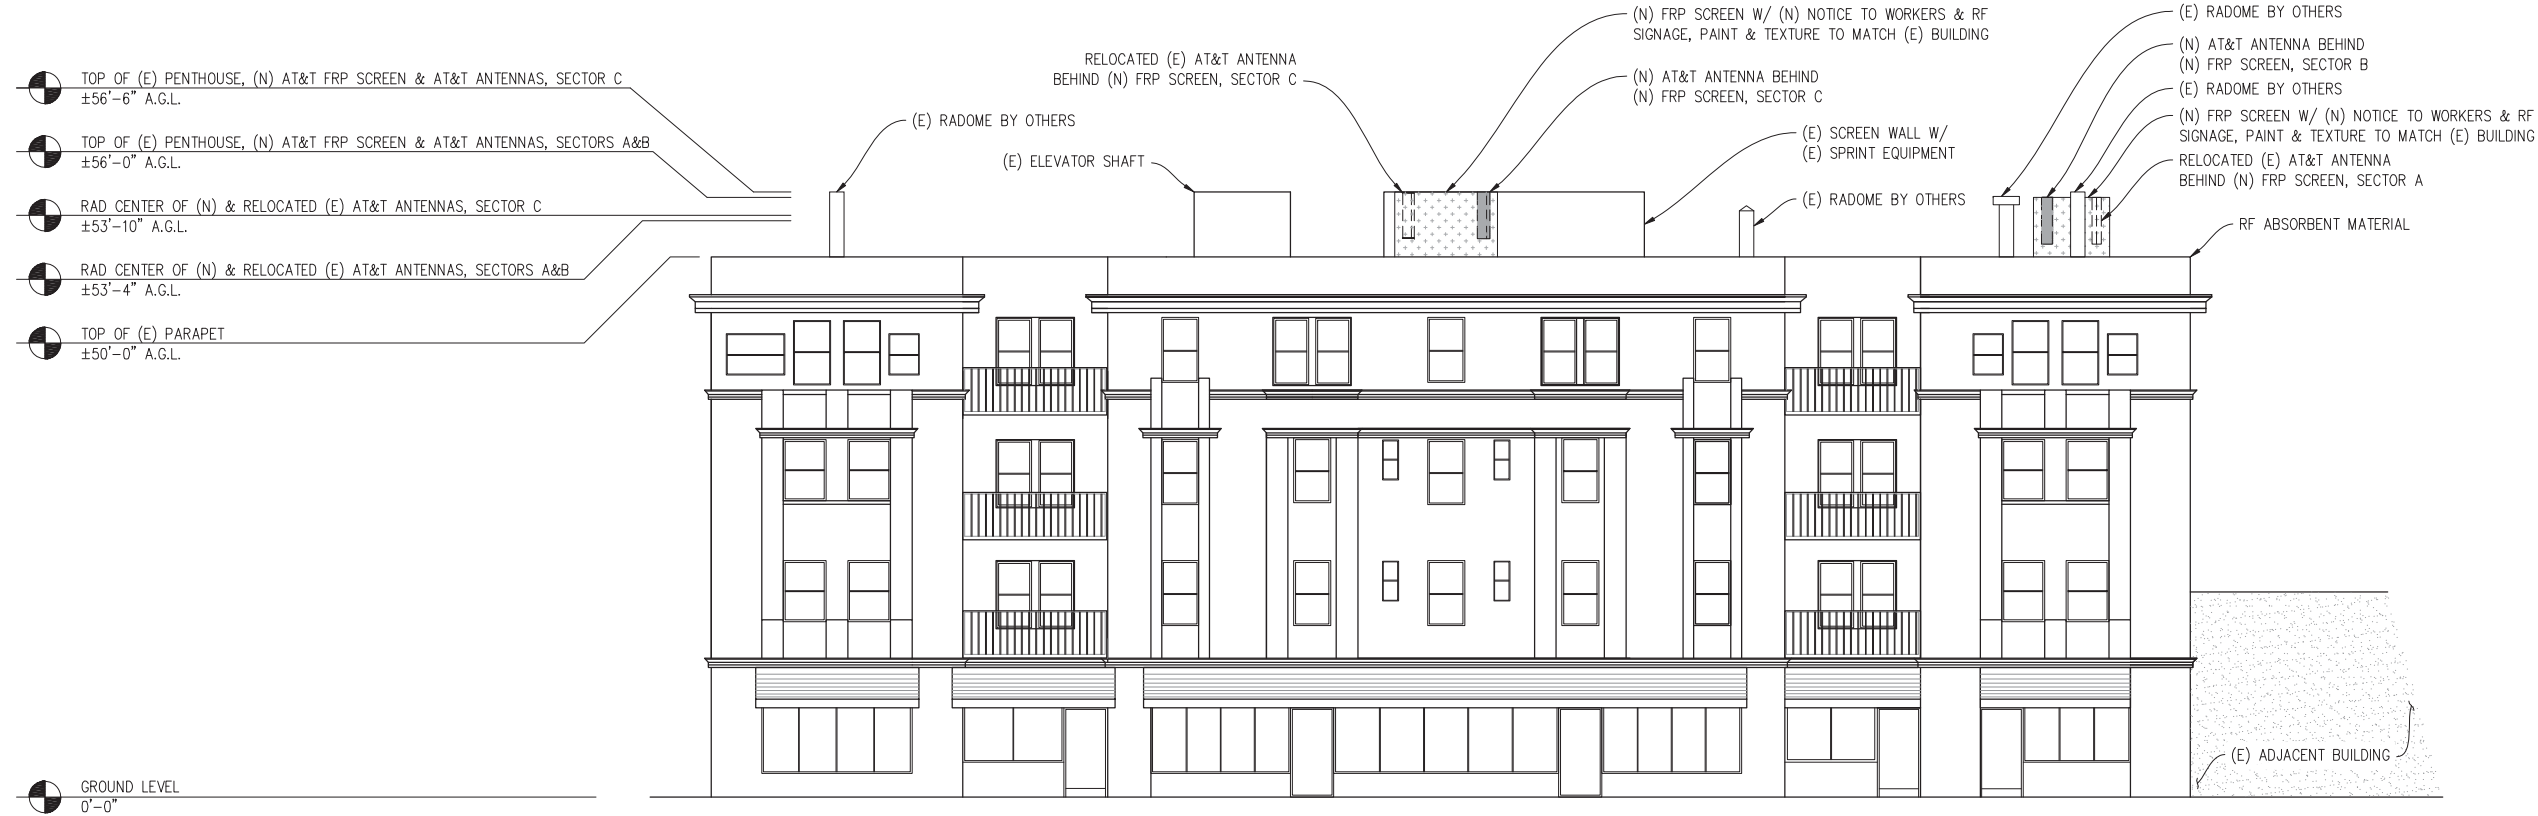 TOP OF (E) PENTHOUSE, (N) AT&T FRP SCREEN & AT&T ANTENNAS, SECTOR C
±56'-6" A.G.L.
TOP OF (E) PENTHOUSE, (N) AT&T FRP SCREEN & AT&T ANTENNAS, SECTORS A&B
±56'-0" A.G.L.
RAD CENTER OF (N) & RELOCATED (E) AT&T ANTENNAS, SECTOR C
±53'-10" A.G.L.
RAD CENTER OF (N) & RELOCATED (E) AT&T ANTENNAS, SECTORS A&B
±53'-4" A.G.L.
TOP OF (E) PARAPET
±50'-0" A.G.L.
GROUND LEVEL
0'-0"
(E) RADOME BY OTHERS
(E) ELEVATOR SHAFT
RELOCATED (E) AT&T ANTENNA
BEHIND (N) FRP SCREEN, SECTOR C
(N) FRP SCREEN W/ (N) NOTICE TO WORKERS & RF
SIGNAGE, PAINT & TEXTURE TO MATCH (E) BUILDING
(N) AT&T ANTENNA BEHIND
(N) FRP SCREEN, SECTOR C
(E) SCREEN WALL W/
(E) SPRINT EQUIPMENT
(E) RADOME BY OTHERS
(E) RADOME BY OTHERS
(N) AT&T ANTENNA BEHIND
(N) FRP SCREEN, SECTOR B
(E) RADOME BY OTHERS
(N) FRP SCREEN W/ (N) NOTICE TO WORKERS & RF
SIGNAGE, PAINT & TEXTURE TO MATCH (E) BUILDING
RELOCATED (E) AT&T ANTENNA
BEHIND (N) FRP SCREEN, SECTOR A
RF ABSORBENT MATERIAL
(E) ADJACENT BUILDING